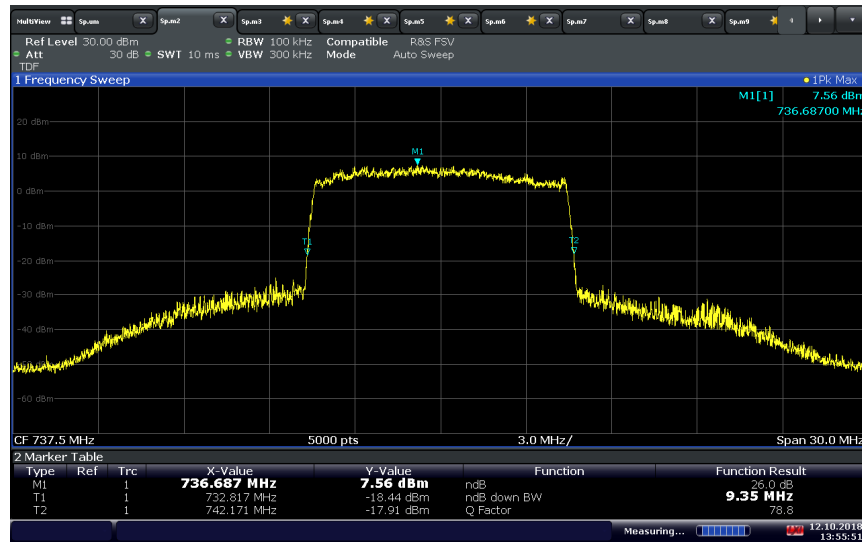 MultiView Sp.um X Sp.m2 X Sp.m3 X Sp.m4 X Sp.m5 X Sp.m6 X Sp.m7 X Sp.m8 X Sp.m9
Ref Level 30.00 dBm RBW 100 kHz Compatible R&S FSV
Att 30 dB SWT 10 ms VBW 300 kHz Mode Auto Sweep
TDF
1 Frequency Sweep 1Pk Max
M1[1] 7.56 dBm
736.68700 MHz
20 dBm
10 dBm
M1
0 dBm
-10 dBm
T1 T2
-20 dBm
-30 dBm
-40 dBm
-60 dBm
CF 737.5 MHz 5000 pts 3.0 MHz/ Span 30.0 MHz
2 Marker Table
Type Ref Trc X-Value Y-Value Function Function Result
M1 1 736.687 MHz 7.56 dBm ndB 26.0 dB
T1 1 732.817 MHz -18.44 dBm ndB down BW 9.35 MHz
T2 1 742.171 MHz -17.91 dBm Q Factor 78.8
Measuring... 12.10.2018
13:55:51